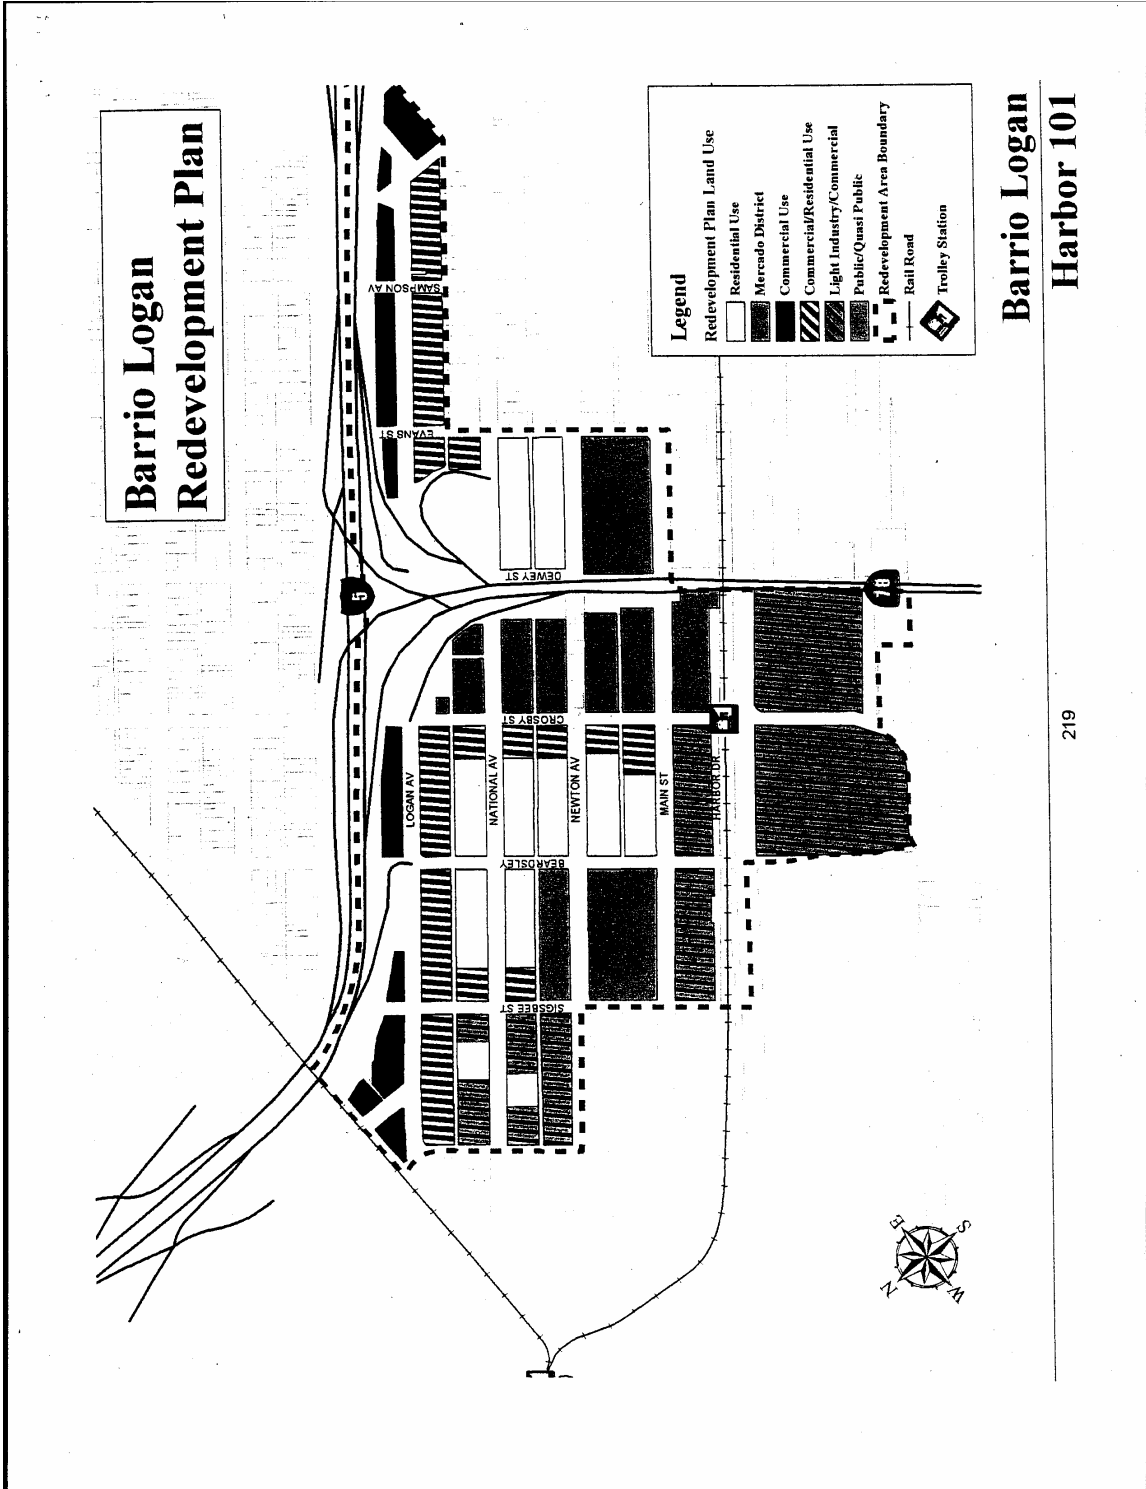 Barrio Logan
Redevelopment Plan
5
SAMPSON AV
EVANS ST
DEWEY ST
CROSBY ST
BEARDSLEY
SIGSBEE ST
LOGAN AV
NATIONAL AV
NEWTON AV
MAIN ST
HARBOR DR.
Legend
Redevelopment Plan Land Use
Residential Use
Mercado District
Commercial Use
Commercial/Residential Use
Light Industry/Commercial
Public/Quasi Public
Redevelopment Area Boundary
Rail Road
Trolley Station
N
E
S
W
Barrio Logan
Harbor 101
219